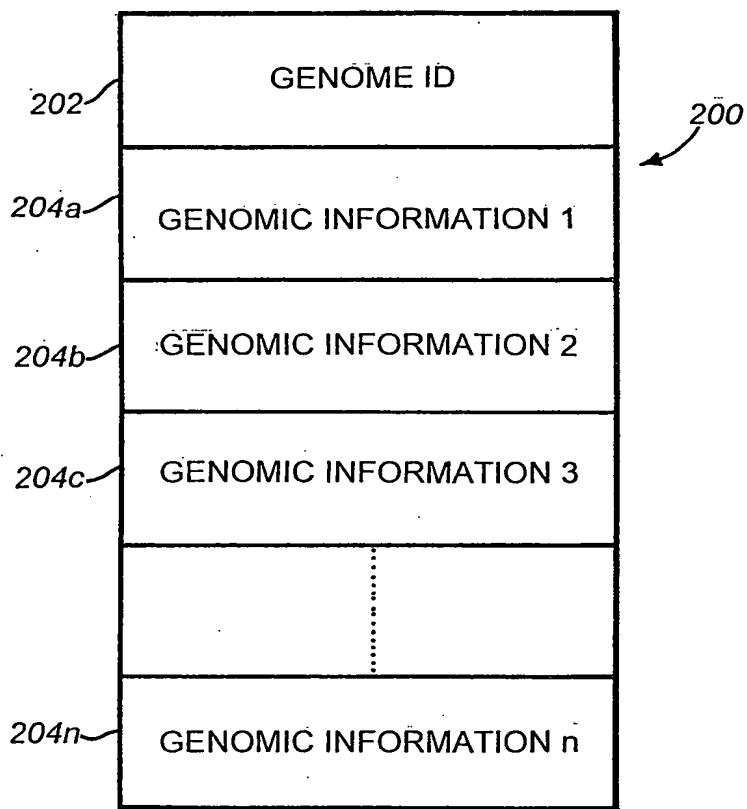 GENOME ID
202
200
204a
GENOMIC INFORMATION 1
204b
GENOMIC INFORMATION 2
204c
GENOMIC INFORMATION 3
204n
GENOMIC INFORMATION n